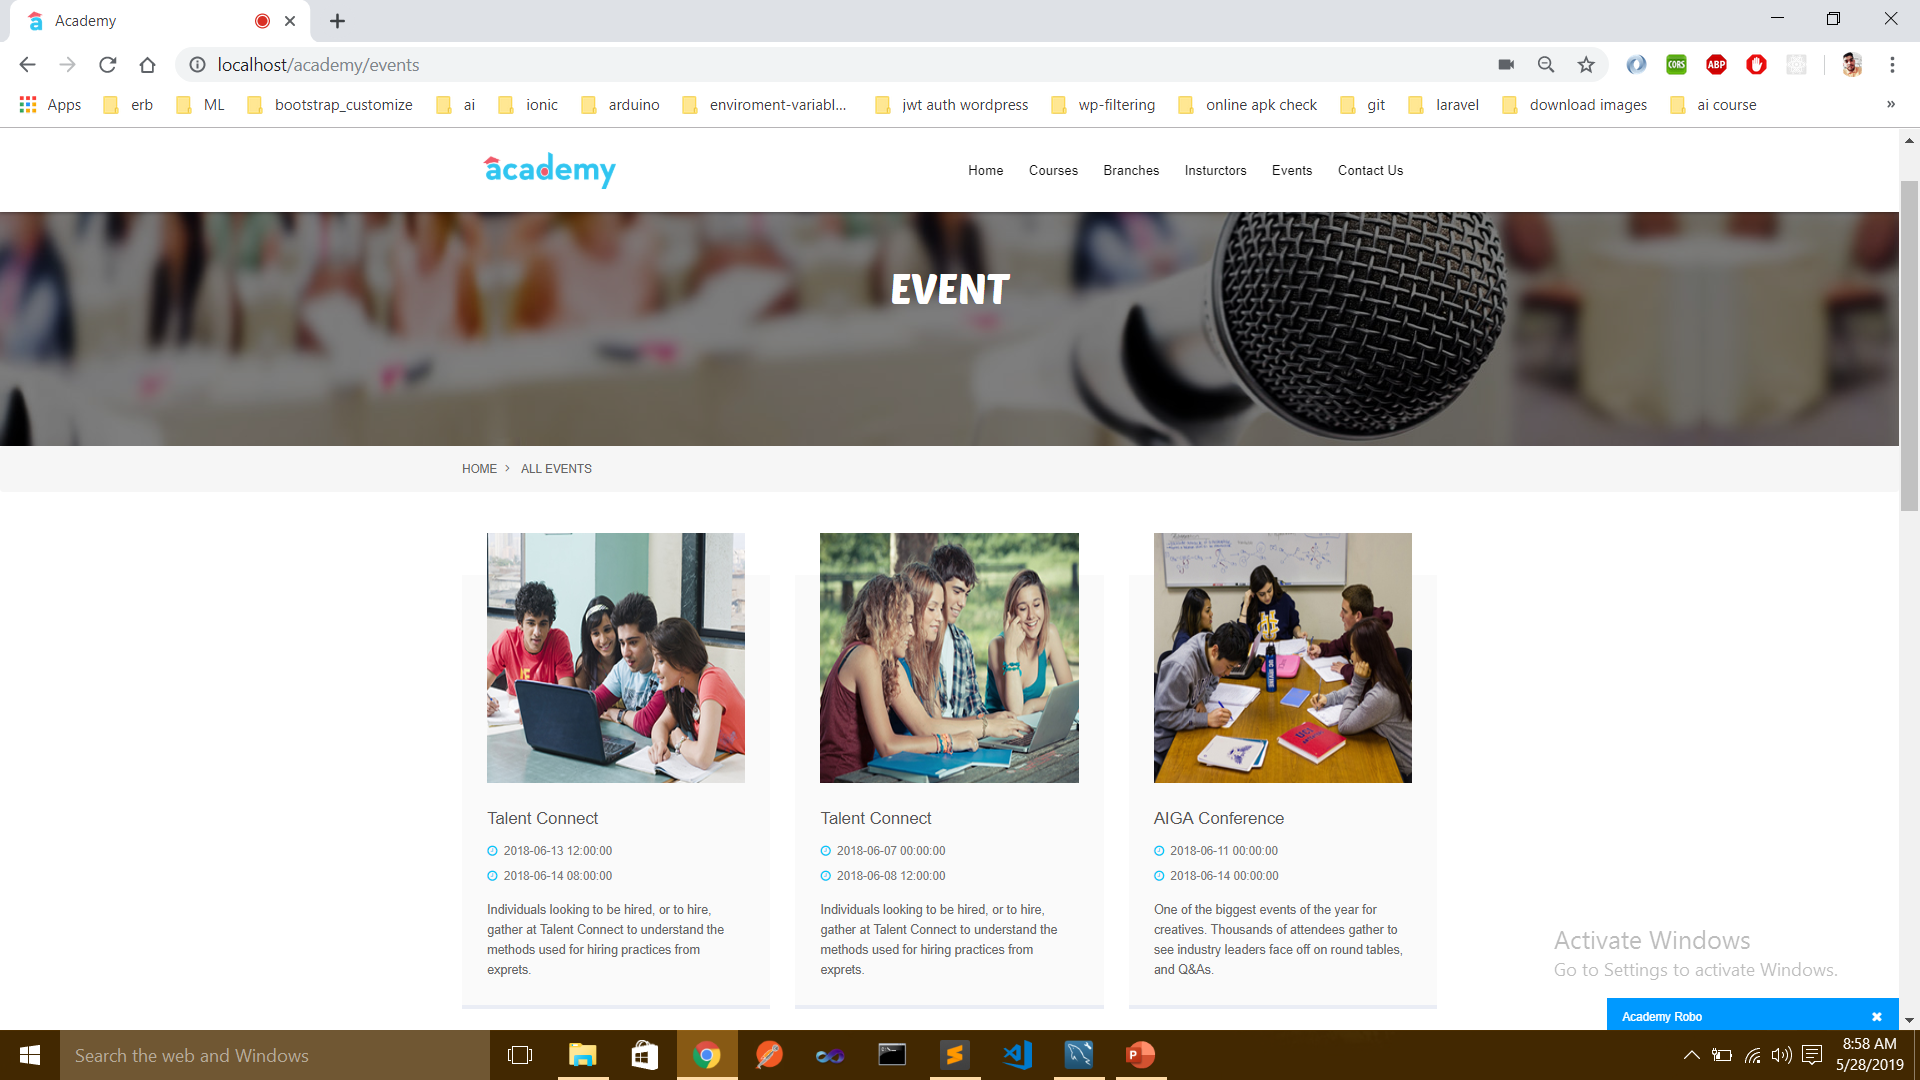 Academy
localhost/academy/events
CORS
ABP
Apps
erb
ML
bootstrap_customize
ai
ionic
arduino
enviroment-variabl...
jwt auth wordpress
wp-filtering
online apk check
git
laravel
download images
ai course
»
academy
Home
Courses
Branches
Insturctors
Events
Contact Us
EVENT
HOME > ALL EVENTS
Talent Connect
2018-06-13 12:00:00
2018-06-14 08:00:00
Individuals looking to be hired, or to hire,
gather at Talent Connect to understand the
methods used for hiring practices from
exprets.
Talent Connect
2018-06-07 00:00:00
2018-06-08 12:00:00
Individuals looking to be hired, or to hire,
gather at Talent Connect to understand the
methods used for hiring practices from
exprets.
AIGA Conference
2018-06-11 00:00:00
2018-06-14 00:00:00
One of the biggest events of the year for
creatives. Thousands of attendees gather to
see industry leaders face off on round tables,
and Q&As.
Activate Windows
Go to Settings to activate Windows.
Academy Robo
Search the web and Windows
8:58 AM
5/28/2019